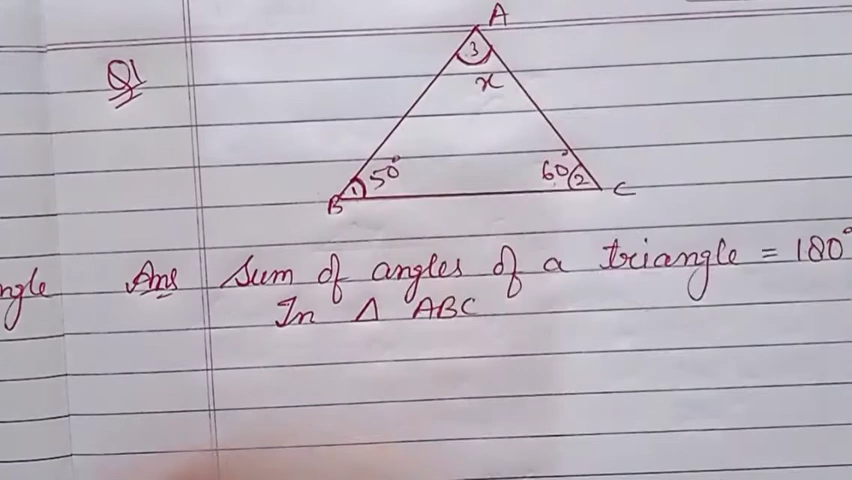 Q1
A
3
x
B 1 50°
60° 2 C
ngle
Ans Sum of angles of a triangle = 180°
In Δ ABC